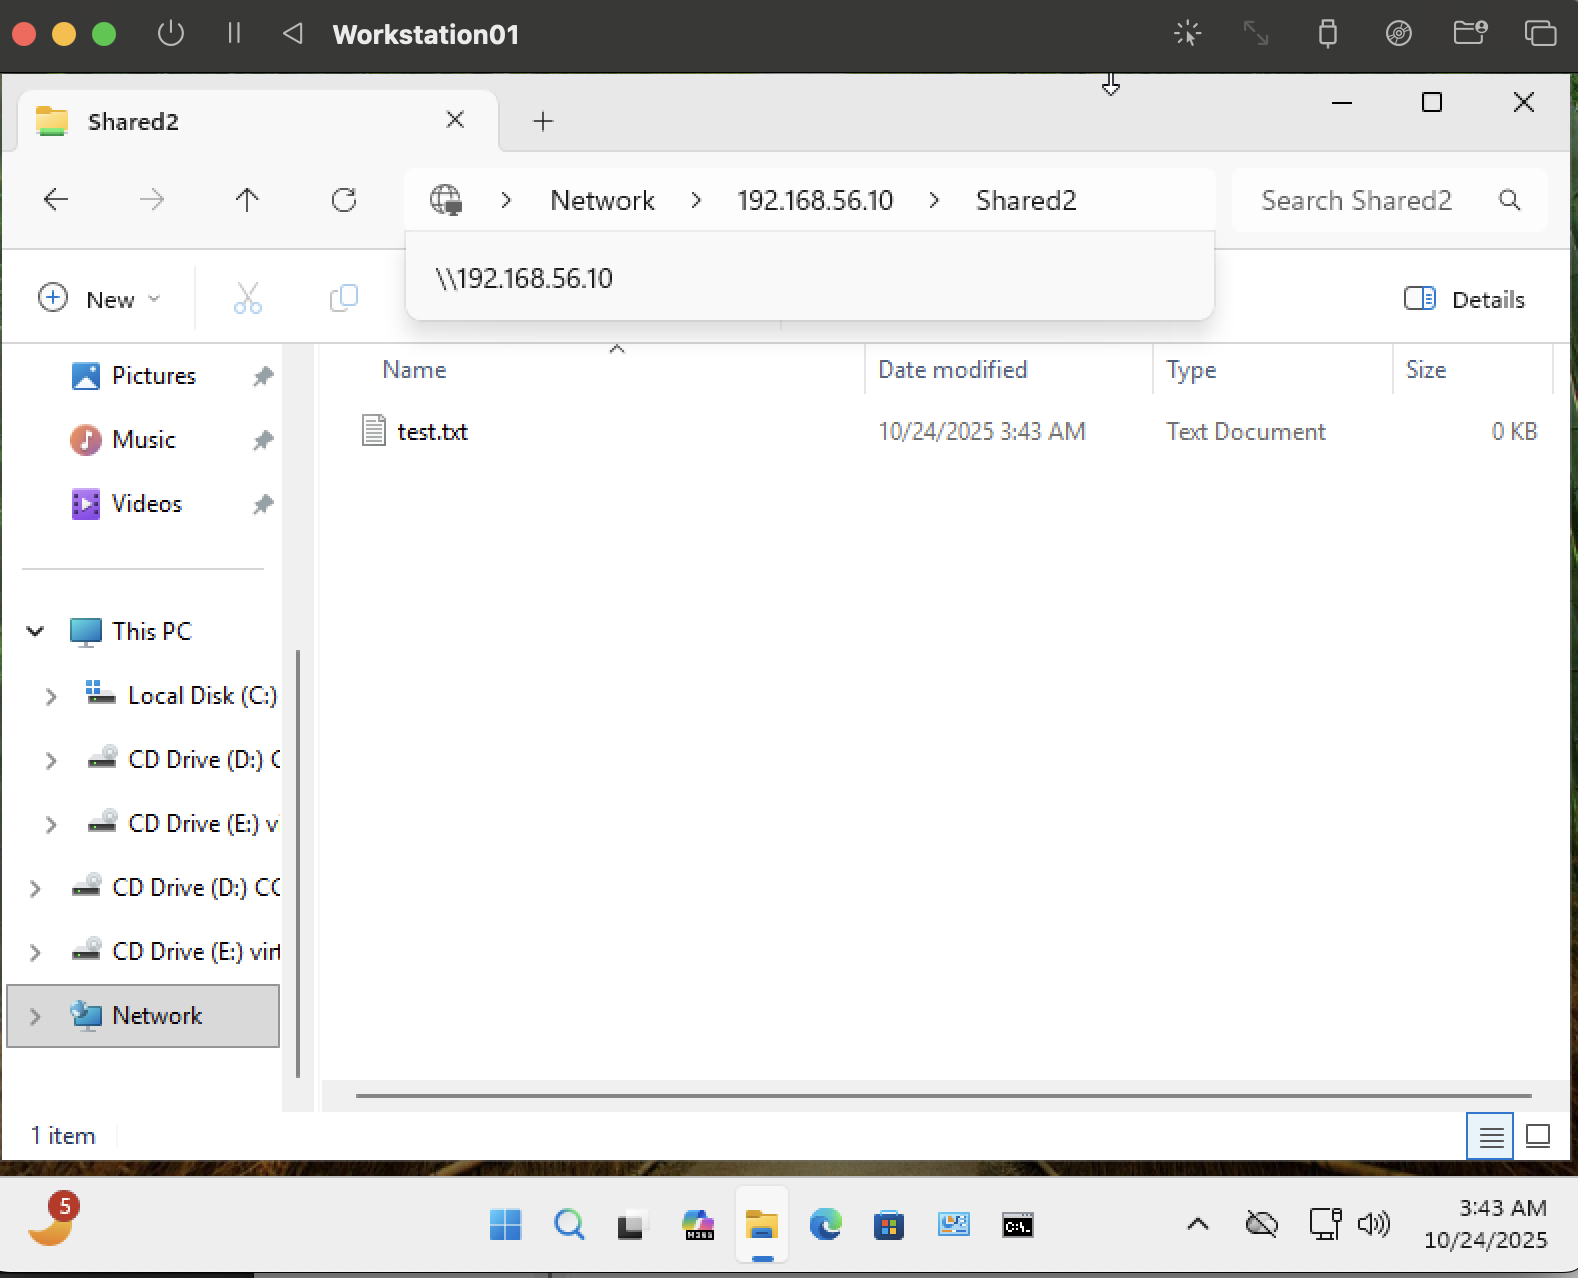 Workstation01
Shared2
Network > 192.168.56.10 > Shared2
Search Shared2
\\192.168.56.10
New
Details
Name
Date modified
Type
Size
test.txt
10/24/2025 3:43 AM
Text Document
0 KB
Pictures
Music
Videos
This PC
Local Disk (C:)
CD Drive (D:) C
CD Drive (E:) v
CD Drive (D:) CC
CD Drive (E:) virt
Network
1 item
5
M365
C:\.
3:43 AM
10/24/2025